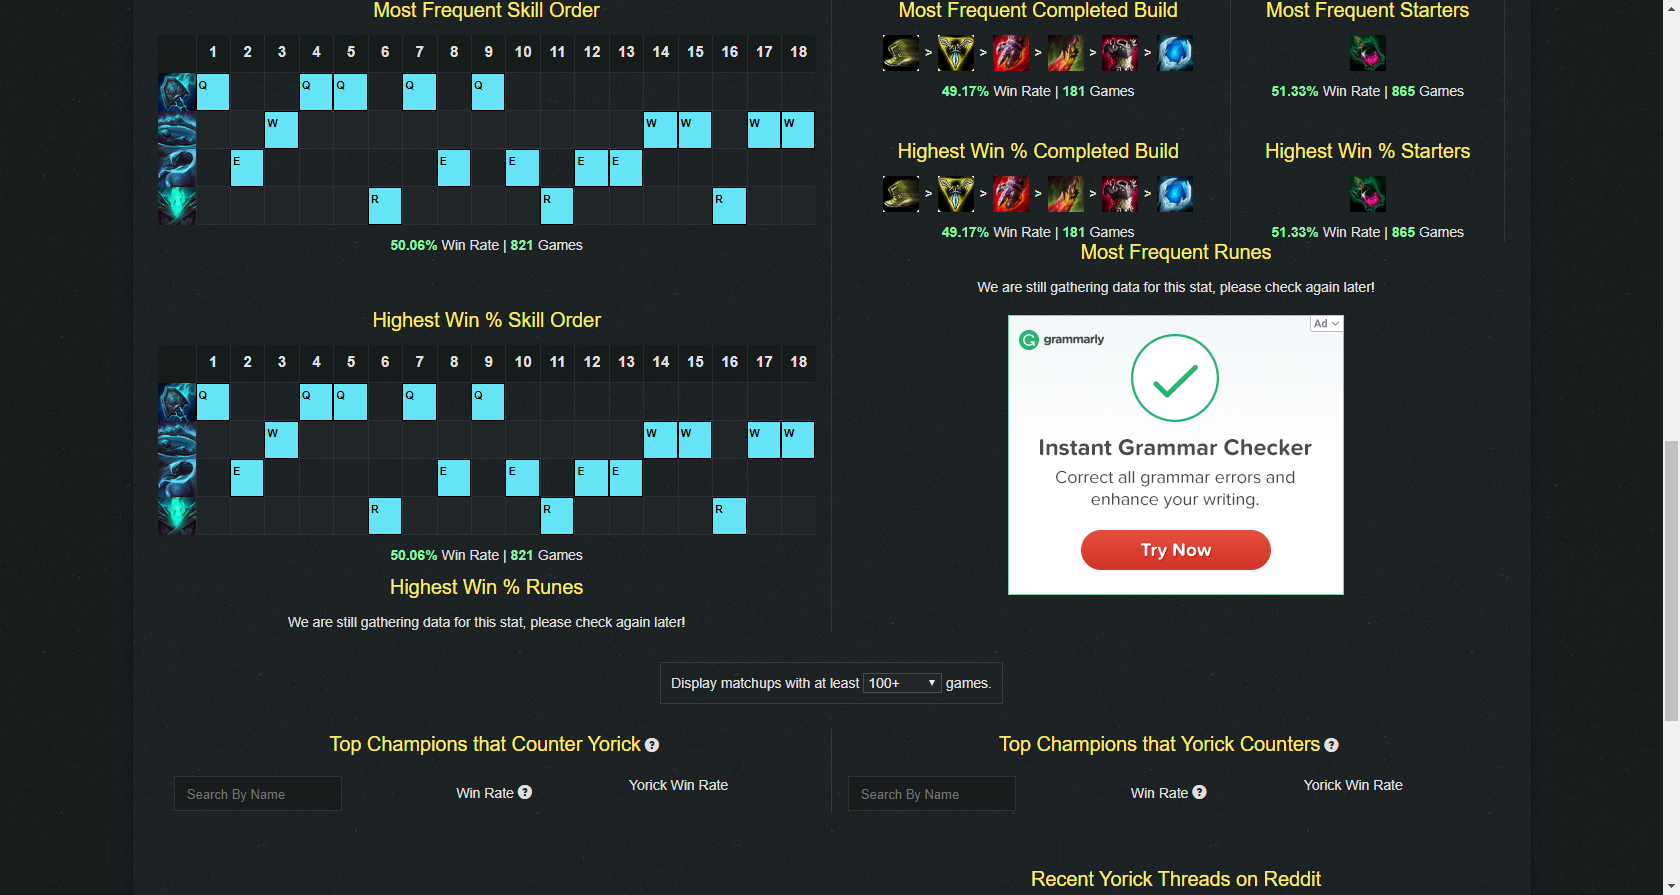 Most Frequent Skill Order
1 2 3 4 5 6 7 8 9 10 11 12 13 14 15 16 17 18
Q Q Q Q Q
W W W W W
E E E E E
R R R
50.06% Win Rate | 821 Games
Highest Win % Skill Order
1 2 3 4 5 6 7 8 9 10 11 12 13 14 15 16 17 18
Q Q Q Q Q
W W W W W
E E E E E
R R R
50.06% Win Rate | 821 Games
Highest Win % Runes
We are still gathering data for this stat, please check again later!
Most Frequent Completed Build
> > > > >
49.17% Win Rate | 181 Games
Most Frequent Starters
51.33% Win Rate | 865 Games
Highest Win % Completed Build
> > > > >
49.17% Win Rate | 181 Games
Highest Win % Starters
51.33% Win Rate | 865 Games
Most Frequent Runes
We are still gathering data for this stat, please check again later!
Ad
grammarly
Instant Grammar Checker
Correct all grammar errors and
enhance your writing.
Try Now
Display matchups with at least 100+ games.
Top Champions that Counter Yorick ?
Search By Name Win Rate ? Yorick Win Rate
Top Champions that Yorick Counters ?
Search By Name Win Rate ? Yorick Win Rate
Recent Yorick Threads on Reddit